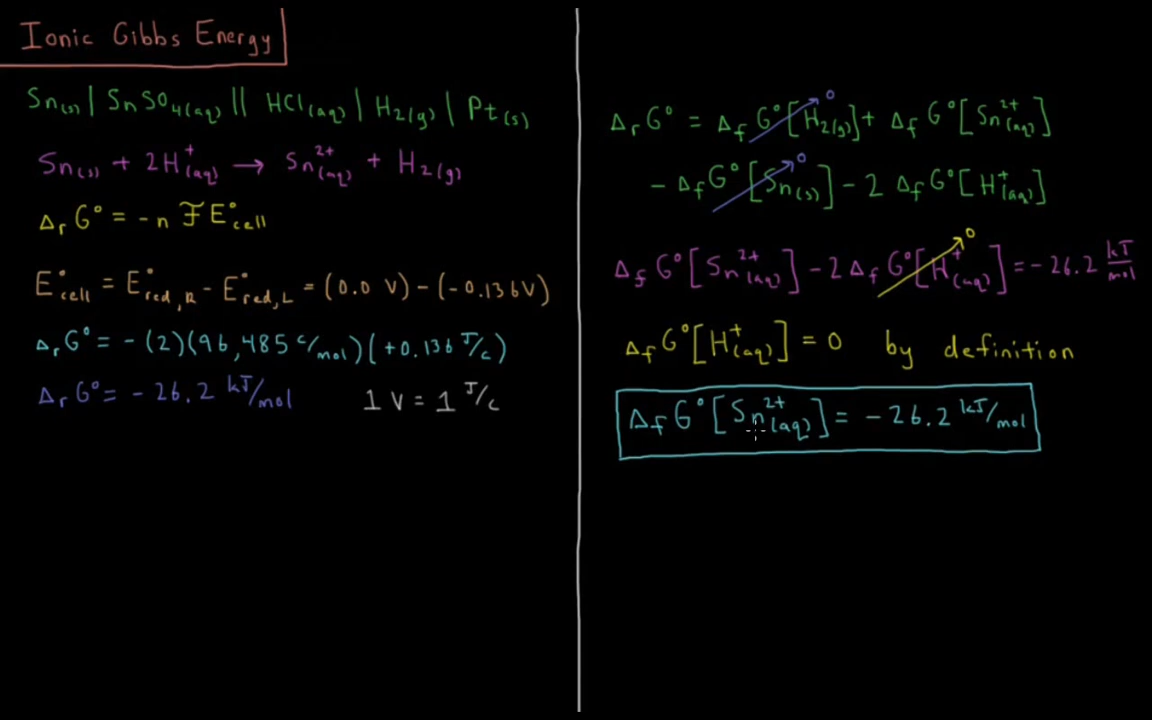 Ionic Gibbs Energy
Sn(s) | SnSO₄(aq) || HCl(aq) | H₂(g) | Pt(s)
Sn(s) + 2H⁺(aq) → Sn²⁺(aq) + H₂(g)
ΔᵣG° = -nℱE°cell
E°cell = E°red,R - E°red,L = (0.0 V) - (-0.136V)
ΔᵣG° = -(2)(96,485 C/mol)(+0.136 J/C)
ΔᵣG° = -26.2 kJ/mol 1 V = 1 J/C
ΔᵣG° = ΔfG°[H₂(g)]→0 + ΔfG°[Sn²⁺(aq)]
- ΔfG°[Sn(s)]→0 - 2 ΔfG°[H⁺(aq)]
ΔfG°[Sn²⁺(aq)] - 2ΔfG°[H⁺(aq)]→0 = -26.2 kJ/mol
ΔfG°[H⁺(aq)] = 0 by definition
ΔfG°[Sn²⁺(aq)] = -26.2 kJ/mol